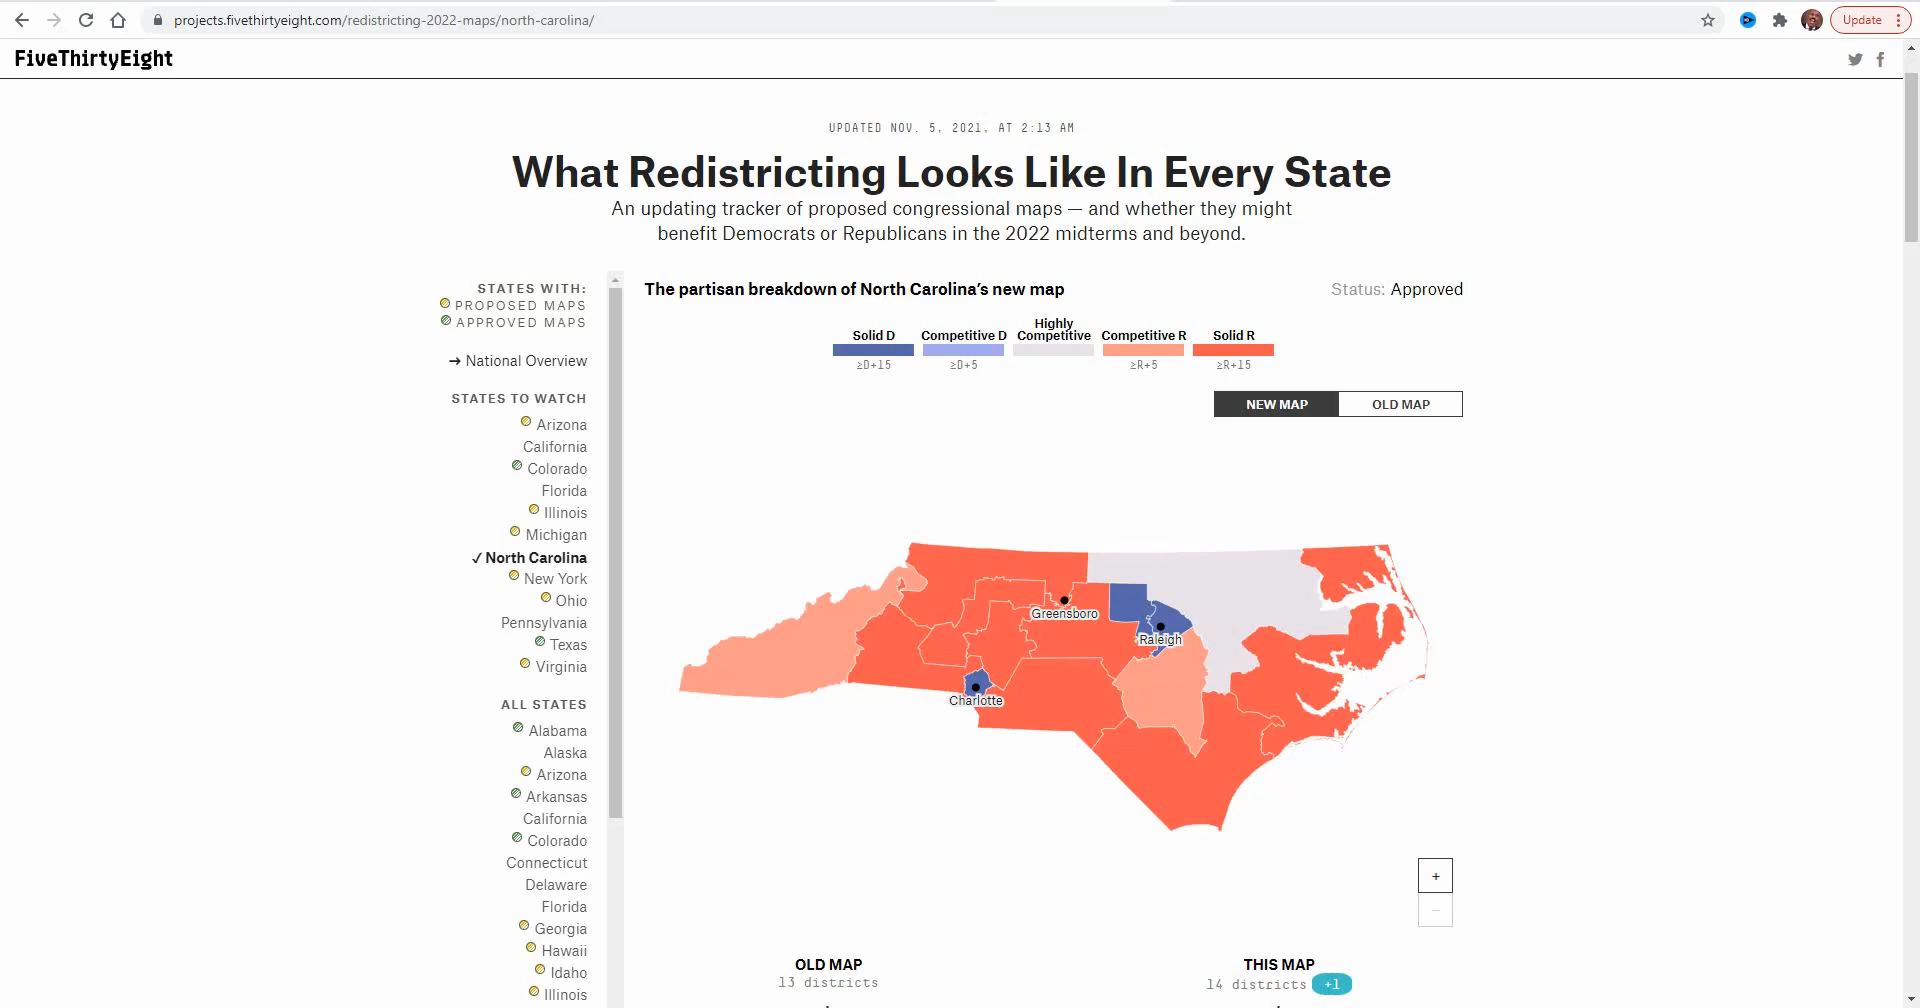 projects.fivethirtyeight.com/redistricting-2022-maps/north-carolina/
Update
FiveThirtyEight
UPDATED NOV. 5, 2021, AT 2:13 AM
What Redistricting Looks Like In Every State
An updating tracker of proposed congressional maps — and whether they might
benefit Democrats or Republicans in the 2022 midterms and beyond.
STATES WITH:
PROPOSED MAPS
APPROVED MAPS
→ National Overview
STATES TO WATCH
Arizona
California
Colorado
Florida
Illinois
Michigan
✓ North Carolina
New York
Ohio
Pennsylvania
Texas
Virginia
ALL STATES
Alabama
Alaska
Arizona
Arkansas
California
Colorado
Connecticut
Delaware
Florida
Georgia
Hawaii
Idaho
Illinois
The partisan breakdown of North Carolina's new map
Status: Approved
Solid D
Competitive D
Highly
Competitive
Competitive R
Solid R
≥D+15
≥D+5
≥R+5
≥R+15
NEW MAP
OLD MAP
Greensboro
Raleigh
Charlotte
+
−
OLD MAP
13 districts
THIS MAP
14 districts +1